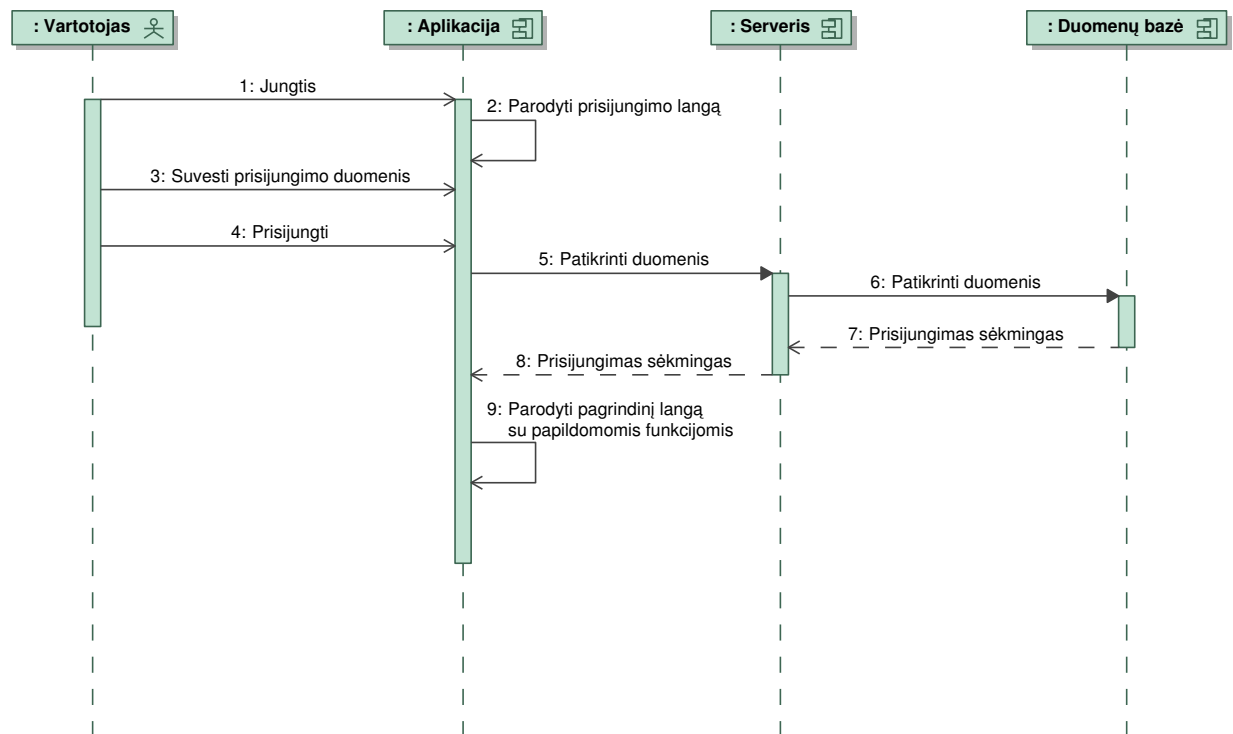 : Vartotojas
: Aplikacija
: Serveris
: Duomenų bazė
1: Jungtis
2: Parodyti prisijungimo langą
3: Suvesti prisijungimo duomenis
4: Prisijungti
5: Patikrinti duomenis
6: Patikrinti duomenis
7: Prisijungimas sėkmingas
8: Prisijungimas sėkmingas
9: Parodyti pagrindinį langą
su papildomomis funkcijomis